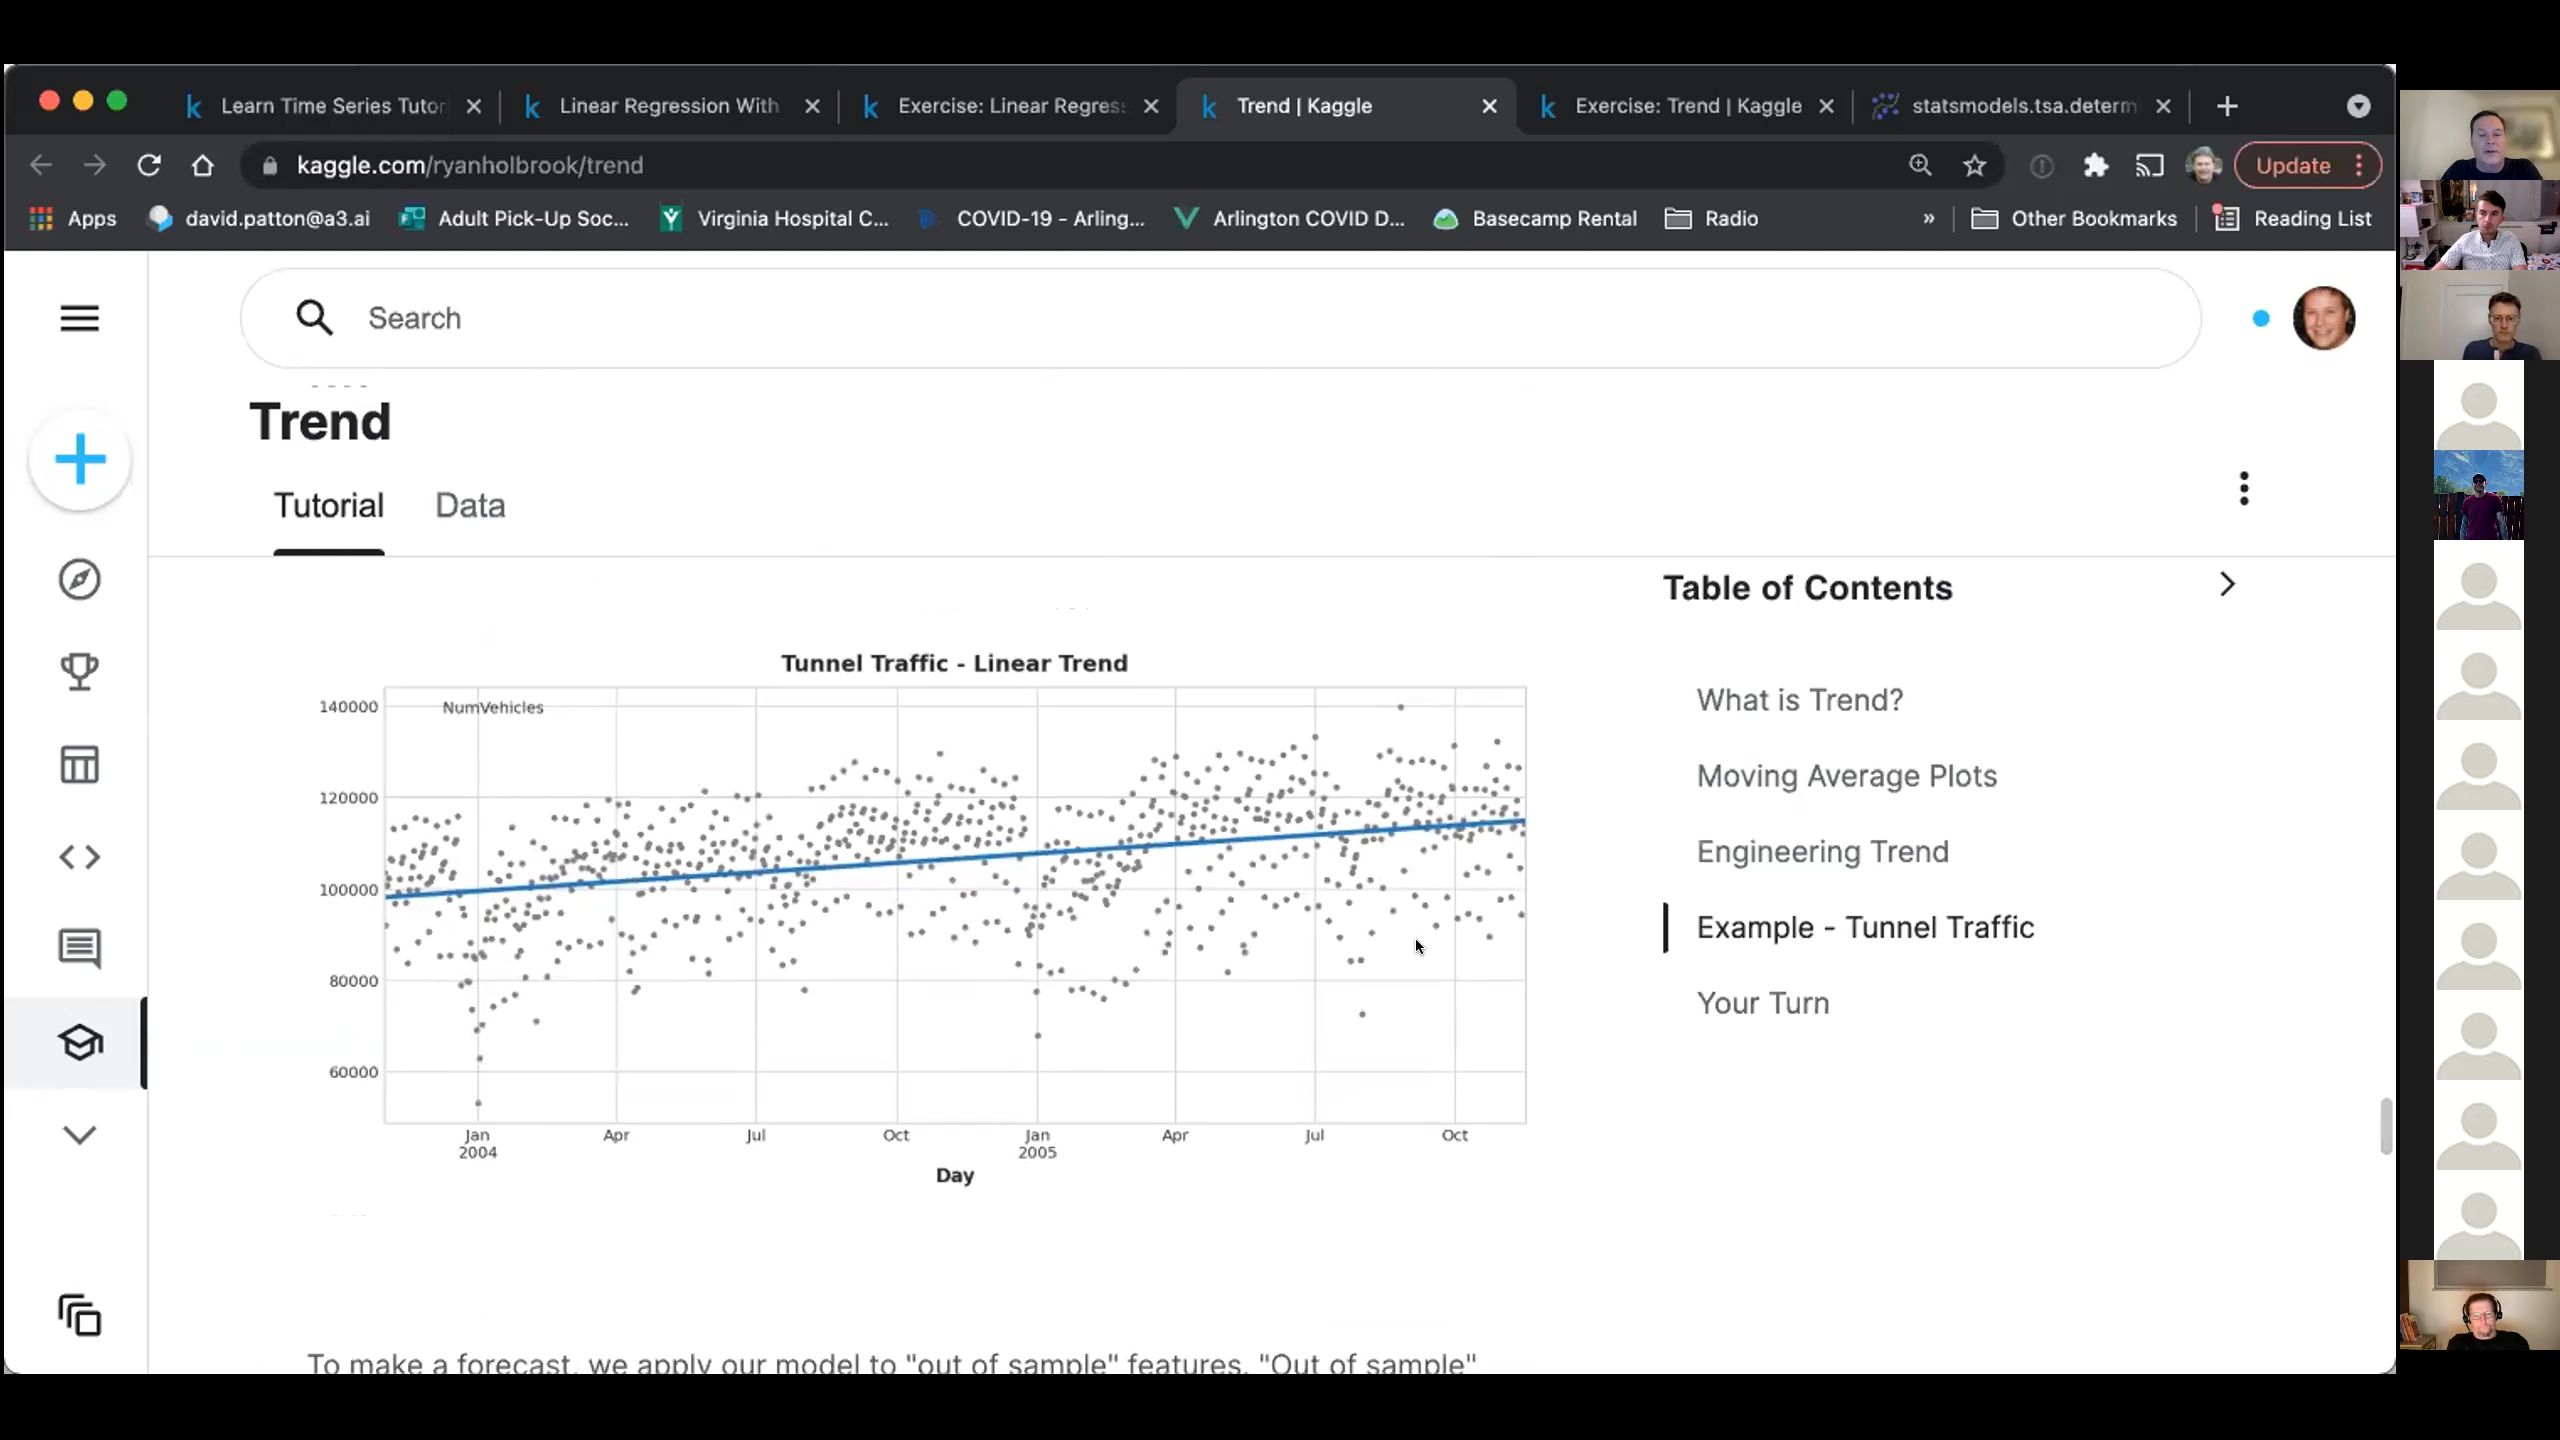 Learn Time Series Tutor
Linear Regression With
Exercise: Linear Regress
Trend | Kaggle
Exercise: Trend | Kaggle
statsmodels.tsa.determ
kaggle.com/ryanholbrook/trend
Update
Apps
david.patton@a3.ai
Adult Pick-Up Soc...
Virginia Hospital C...
COVID-19 - Arling...
Arlington COVID D...
Basecamp Rental
Radio
»
Other Bookmarks
Reading List
Search
Trend
Tutorial
Data
Table of Contents
What is Trend?
Moving Average Plots
Engineering Trend
Example - Tunnel Traffic
Your Turn
Tunnel Traffic - Linear Trend
NumVehicles
140000
120000
100000
80000
60000
Jan
2004
Apr
Jul
Oct
Jan
2005
Apr
Jul
Oct
Day
To make a forecast, we apply our model to "out of sample" features. "Out of sample"